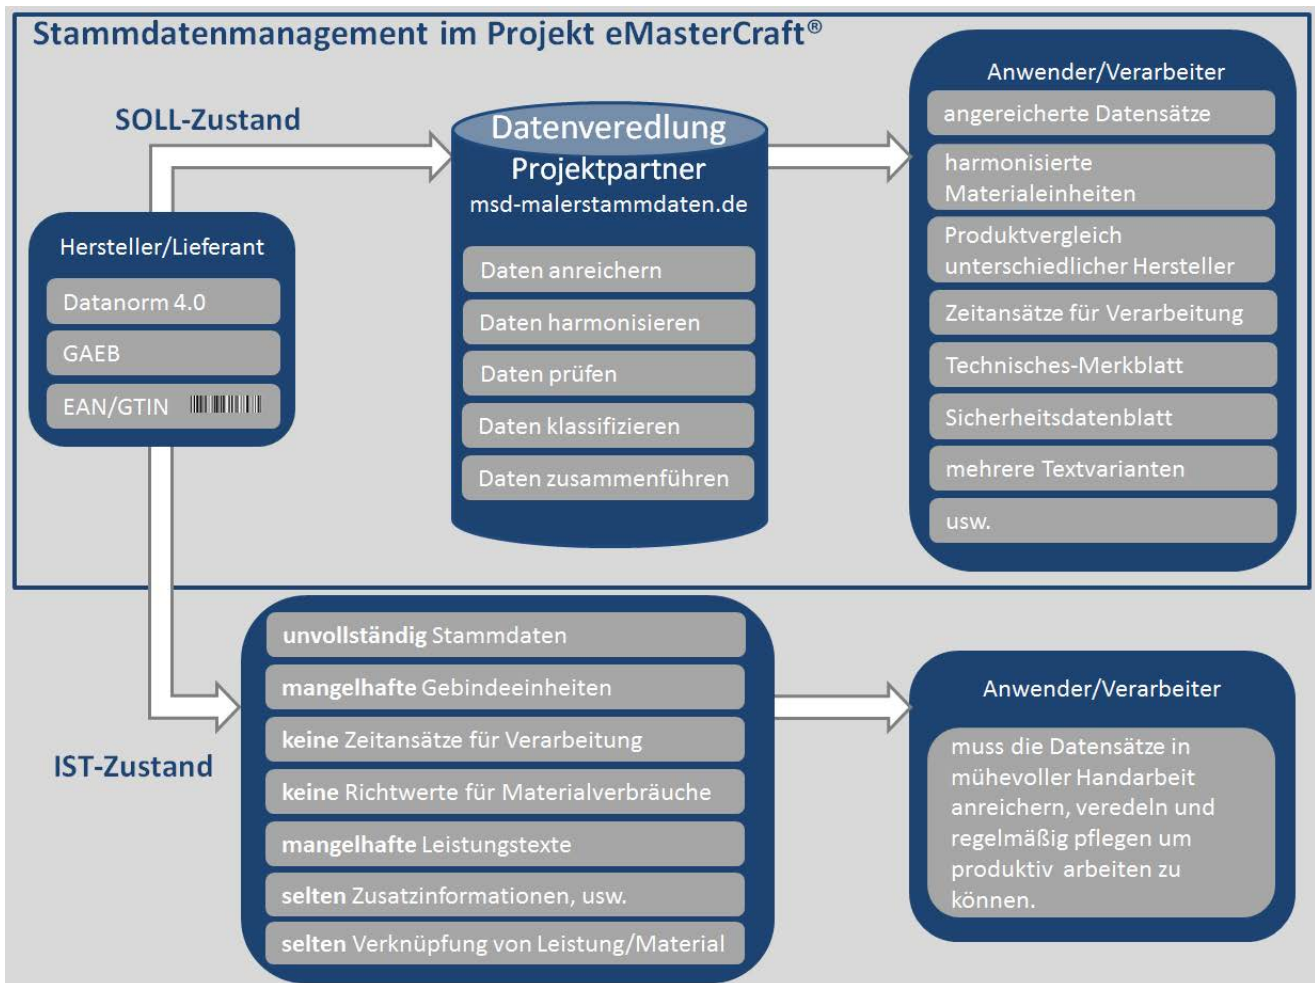 Stammdatenmanagement im Projekt eMasterCraft®
SOLL-Zustand
Hersteller/Lieferant
Datanorm 4.0
GAEB
EAN/GTIN
Datenveredlung
Projektpartner
msd-malerstammdaten.de
Daten anreichern
Daten harmonisieren
Daten prüfen
Daten klassifizieren
Daten zusammenführen
Anwender/Verarbeiter
angereicherte Datensätze
harmonisierte
Materialeinheiten
Produktvergleich
unterschiedlicher Hersteller
Zeitansätze für Verarbeitung
Technisches-Merkblatt
Sicherheitsdatenblatt
mehrere Textvarianten
usw.
IST-Zustand
unvollständig Stammdaten
mangelhafte Gebindeeinheiten
keine Zeitansätze für Verarbeitung
keine Richtwerte für Materialverbräuche
mangelhafte Leistungstexte
selten Zusatzinformationen, usw.
selten Verknüpfung von Leistung/Material
Anwender/Verarbeiter
muss die Datensätze in
mühevoller Handarbeit
anreichern, veredeln und
regelmäßig pflegen um
produktiv arbeiten zu
können.